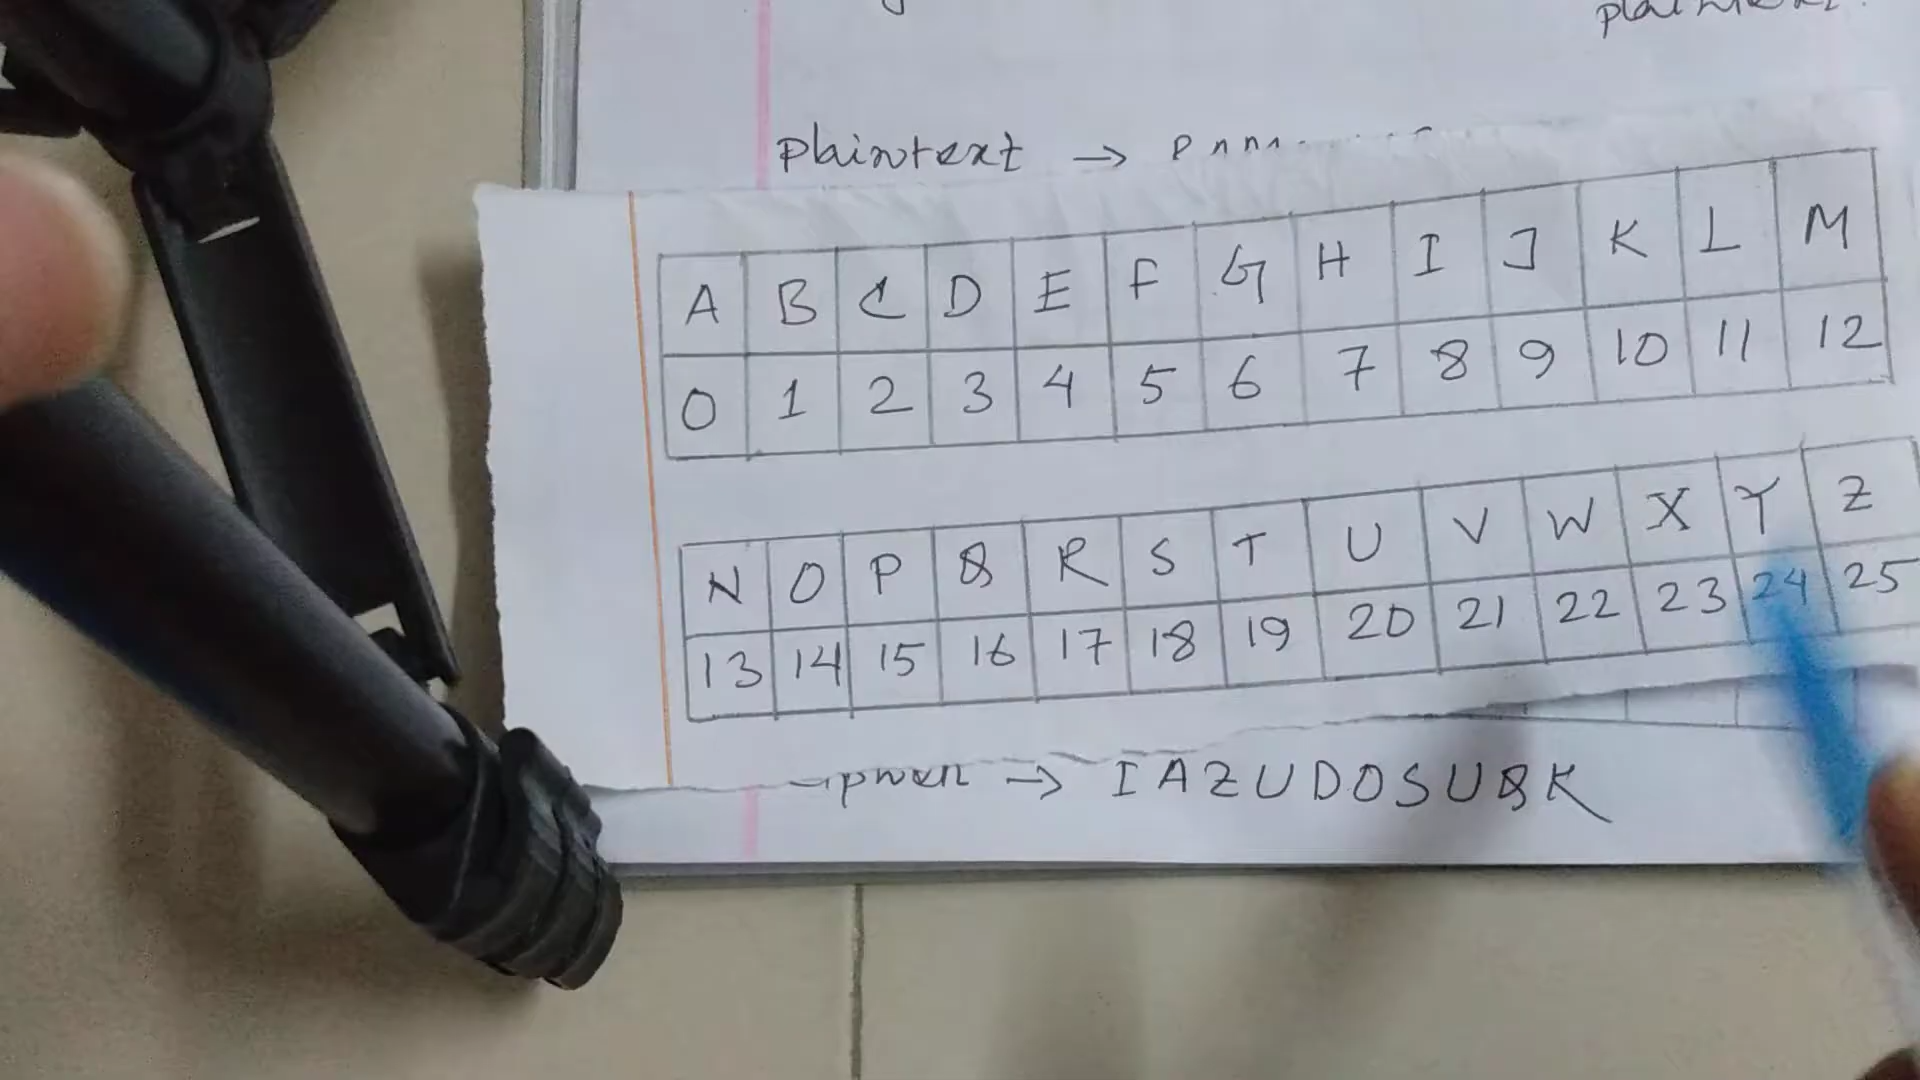 plaintext →
A B C D E F G H I J K L M
0 1 2 3 4 5 6 7 8 9 10 11 12
N O P Q R S T U V W X Y Z
13 14 15 16 17 18 19 20 21 22 23 24 25
→ IAZUDOSUQK